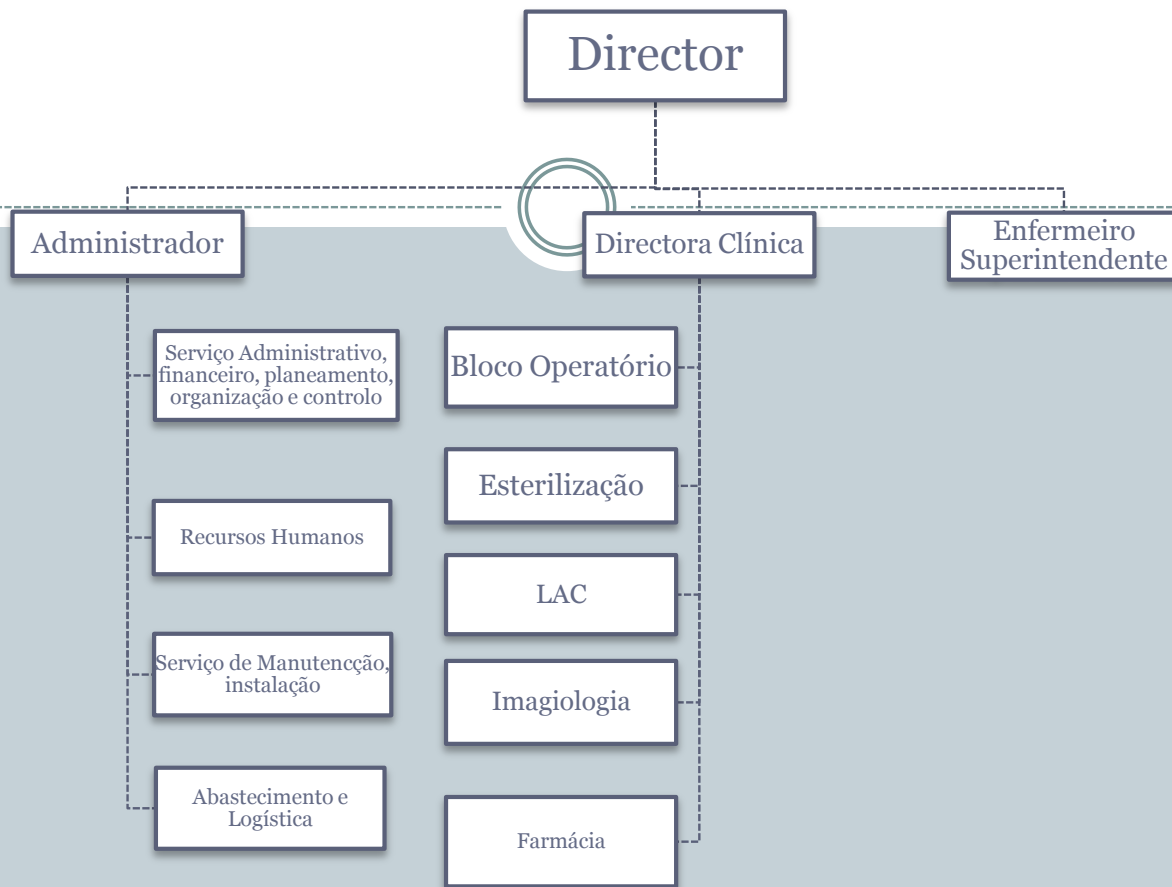 Director
Administrador
Directora Clínica
Enfermeiro
Superintendente
Serviço Administrativo,
financeiro, planeamento,
organização e controlo
Recursos Humanos
Serviço de Manutencção,
instalação
Abastecimento e
Logística
Bloco Operatório
Esterilização
LAC
Imagiologia
Farmácia